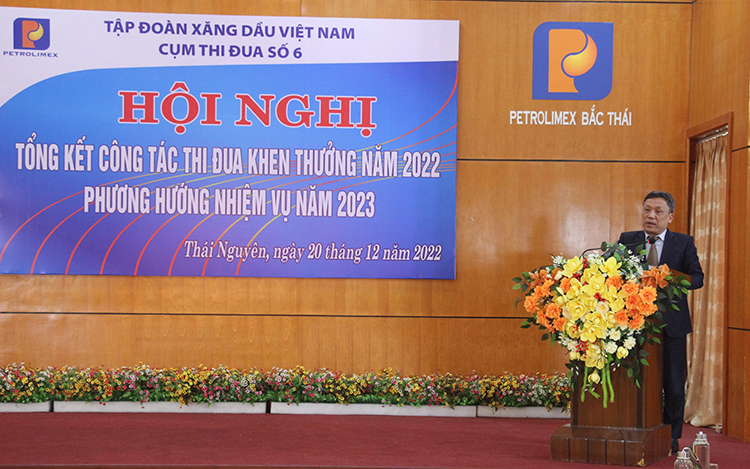 PETROLIMEX
TẬP ĐOÀN XĂNG DẦU VIỆT NAM
CỤM THI ĐUA SỐ 6
HỘI NGHỊ
TỔNG KẾT CÔNG TÁC THI ĐUA KHEN THƯỞNG NĂM 2022
PHƯƠNG HƯỚNG NHIỆM VỤ NĂM 2023
Thái Nguyên, ngày 20 tháng 12 năm 2022
PETROLIMEX BẮC THÁI